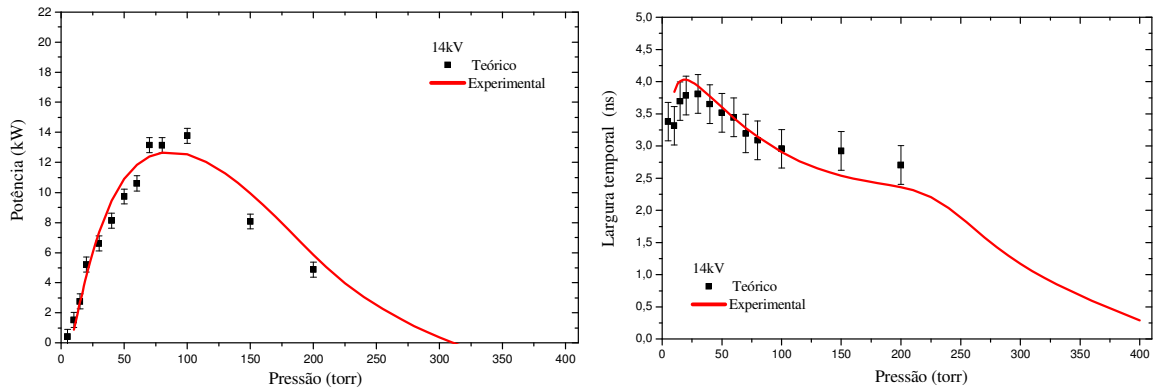 22
20
18
16
14
12
10
8
6
4
2
0
Potência (kW)
14kV
Teórico
Experimental
0 50 100 150 200 250 300 350 400
Pressão (torr)
5,0
4,5
4,0
3,5
3,0
2,5
2,0
1,5
1,0
0,5
0,0
Largura temporal (ns)
14kV
Teórico
Experimental
0 50 100 150 200 250 300 350 400
Pressão (torr)